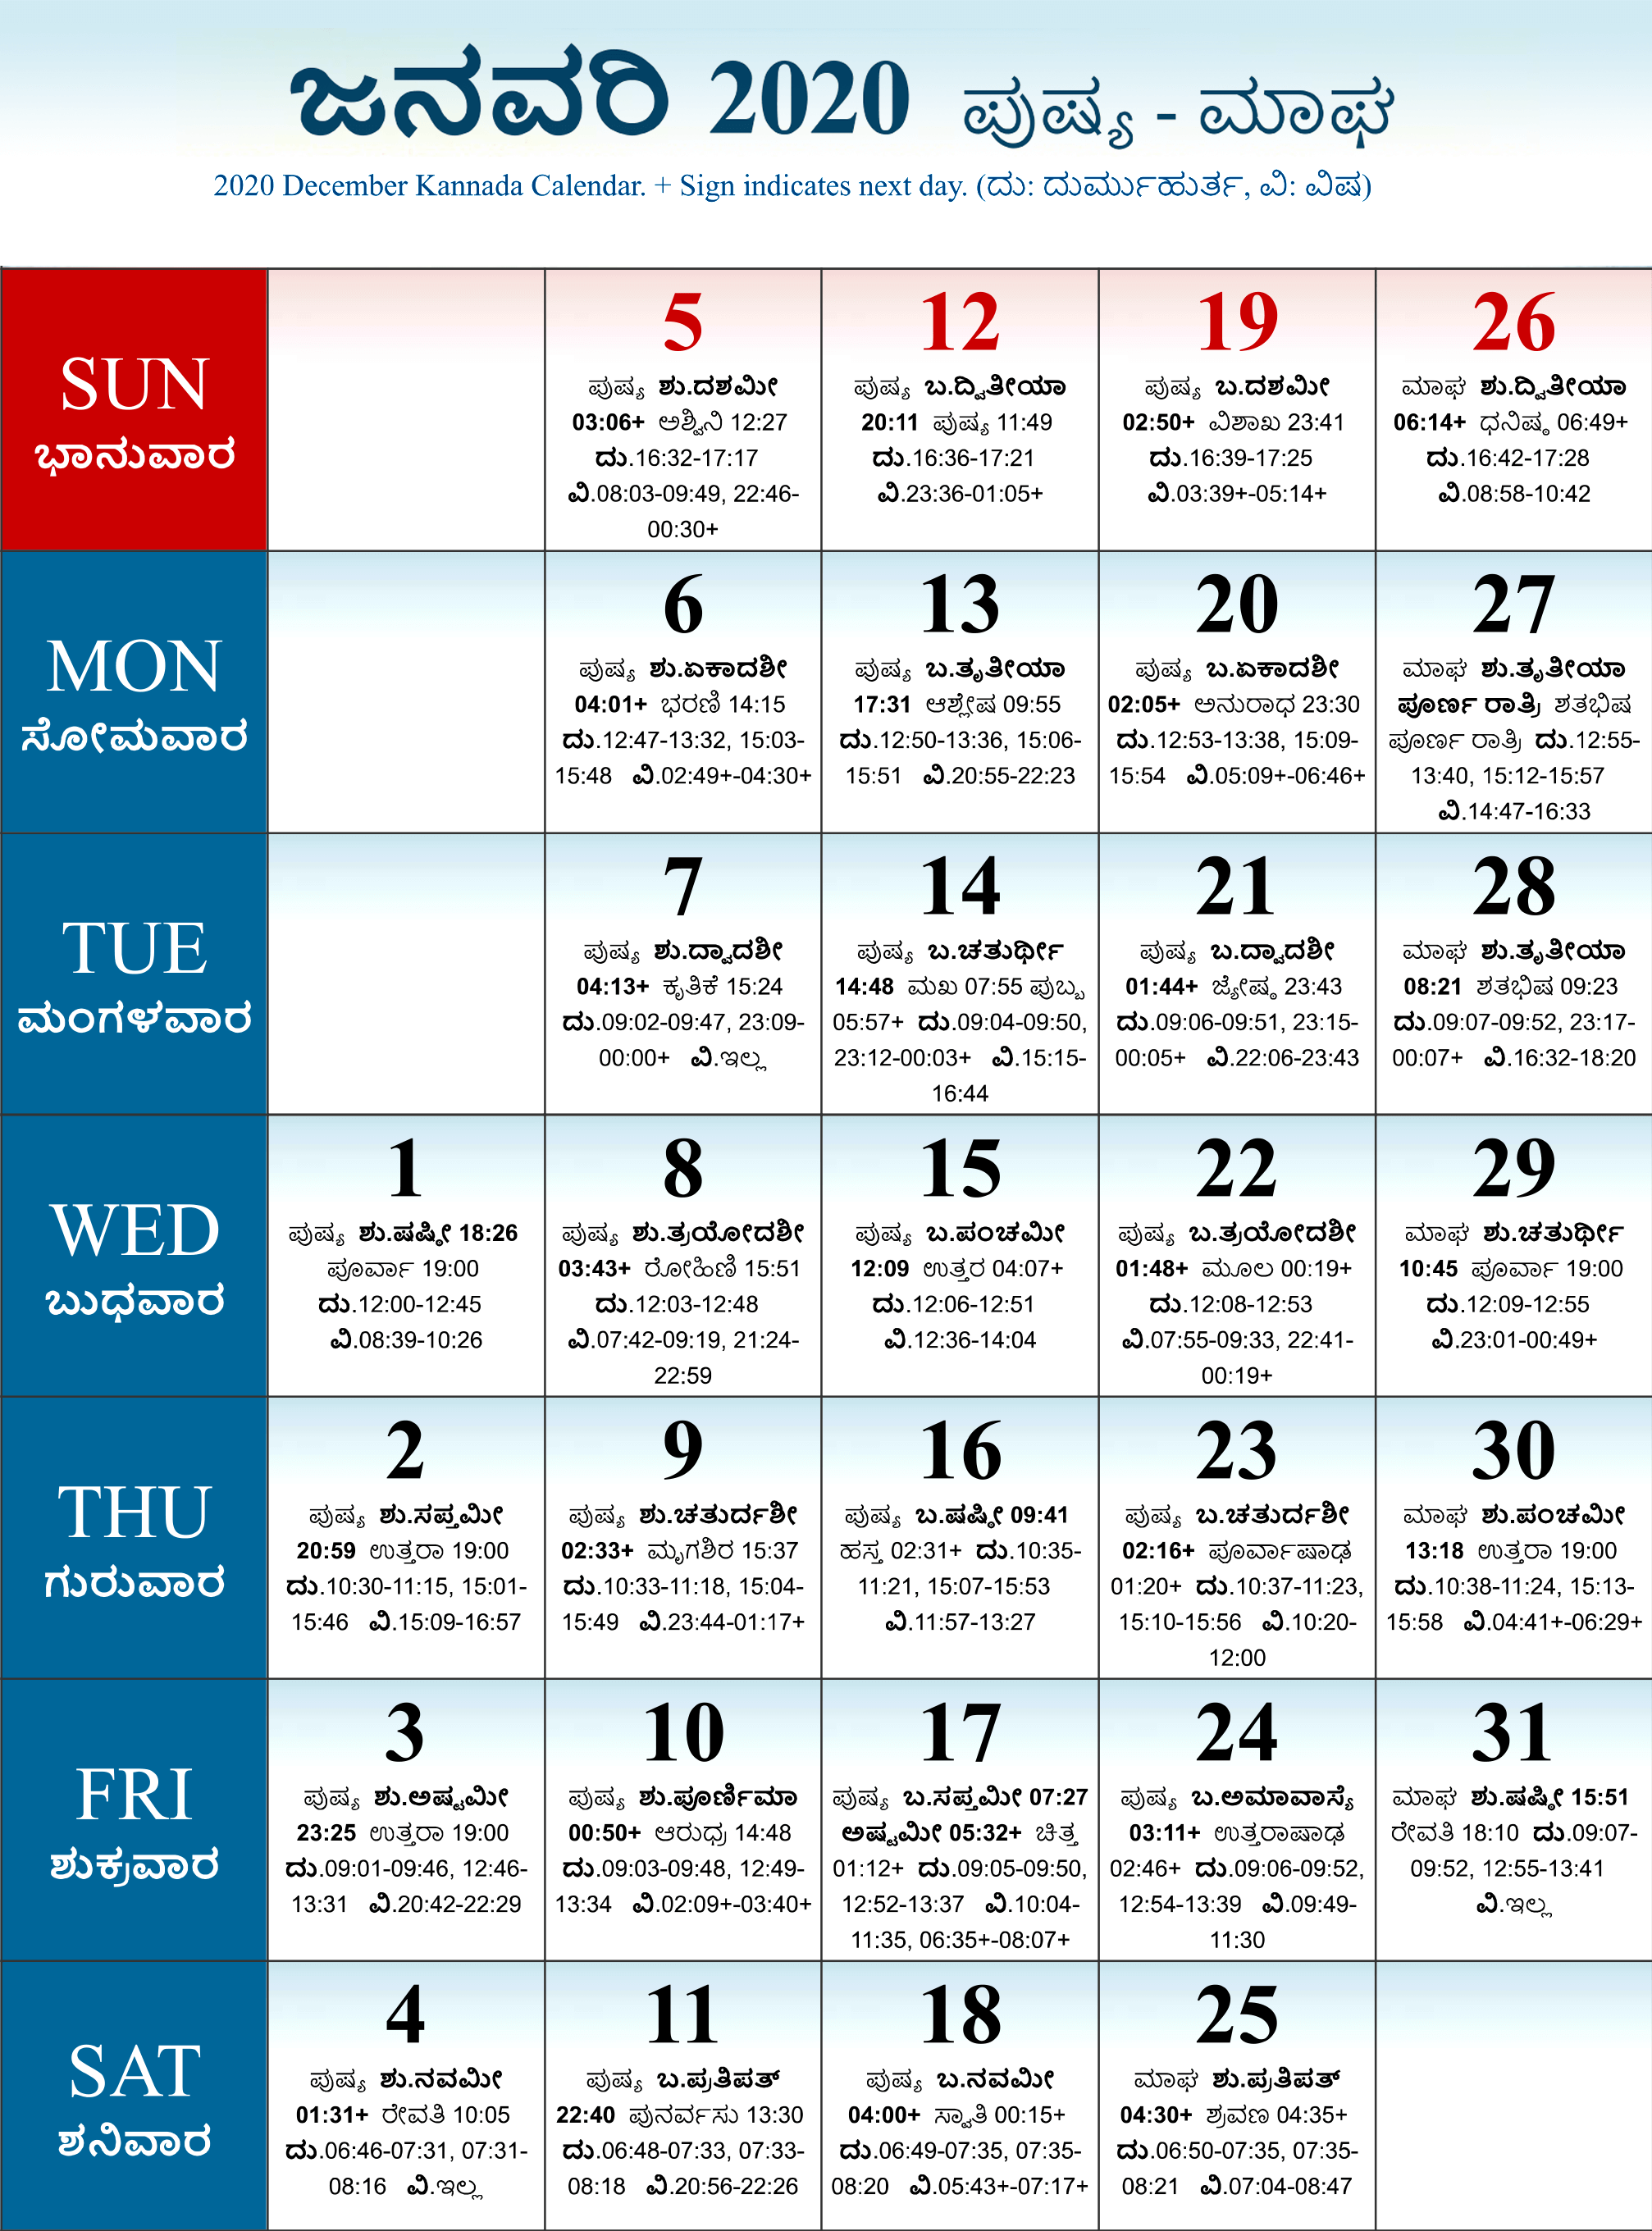 ಜನವರಿ 2020 ಪುಷ್ಯ - ಮಾಘ
2020 December Kannada Calendar. + Sign indicates next day. (ದು: ದುರ್ಮುಹುರ್ತ, ವಿ: ವಿಷ)
SUN
ಭಾನುವಾರ
5
ಪುಷ್ಯ ಶು.ದಶಮೀ
03:06+ ಅಶ್ವಿನಿ 12:27
ದು.16:32-17:17
ವಿ.08:03-09:49, 22:46-
00:30+
12
ಪುಷ್ಯ ಬ.ದ್ವಿತೀಯಾ
20:11 ಪುಷ್ಯ 11:49
ದು.16:36-17:21
ವಿ.23:36-01:05+
19
ಪುಷ್ಯ ಬ.ದಶಮೀ
02:50+ ವಿಶಾಖ 23:41
ದು.16:39-17:25
ವಿ.03:39+-05:14+
26
ಮಾಘ ಶು.ದ್ವಿತೀಯಾ
06:14+ ಧನಿಷ್ಠ 06:49+
ದು.16:42-17:28
ವಿ.08:58-10:42
MON
ಸೋಮವಾರ
6
ಪುಷ್ಯ ಶು.ಏಕಾದಶೀ
04:01+ ಭರಣಿ 14:15
ದು.12:47-13:32, 15:03-
15:48 ವಿ.02:49+-04:30+
13
ಪುಷ್ಯ ಬ.ತೃತೀಯಾ
17:31 ಆಶ್ಲೇಷ 09:55
ದು.12:50-13:36, 15:06-
15:51 ವಿ.20:55-22:23
20
ಪುಷ್ಯ ಬ.ಏಕಾದಶೀ
02:05+ ಅನುರಾಧ 23:30
ದು.12:53-13:38, 15:09-
15:54 ವಿ.05:09+-06:46+
27
ಮಾಘ ಶು.ತೃತೀಯಾ
ಪೂರ್ಣ ರಾತ್ರಿ ಶತಭಿಷ
ಪೂರ್ಣ ರಾತ್ರಿ ದು.12:55-
13:40, 15:12-15:57
ವಿ.14:47-16:33
TUE
ಮಂಗಳವಾರ
7
ಪುಷ್ಯ ಶು.ದ್ವಾದಶೀ
04:13+ ಕೃತಿಕೆ 15:24
ದು.09:02-09:47, 23:09-
00:00+ ವಿ.ಇಲ್ಲ
14
ಪುಷ್ಯ ಬ.ಚತುರ್ಥೀ
14:48 ಮಖ 07:55 ಪುಬ್ಬ
05:57+ ದು.09:04-09:50,
23:12-00:03+ ವಿ.15:15-
16:44
21
ಪುಷ್ಯ ಬ.ದ್ವಾದಶೀ
01:44+ ಜ್ಯೇಷ್ಠ 23:43
ದು.09:06-09:51, 23:15-
00:05+ ವಿ.22:06-23:43
28
ಮಾಘ ಶು.ತೃತೀಯಾ
08:21 ಶತಭಿಷ 09:23
ದು.09:07-09:52, 23:17-
00:07+ ವಿ.16:32-18:20
WED
ಬುಧವಾರ
1
ಪುಷ್ಯ ಶು.ಷಷ್ಠೀ 18:26
ಪೂರ್ವಾ 19:00
ದು.12:00-12:45
ವಿ.08:39-10:26
8
ಪುಷ್ಯ ಶು.ತ್ರಯೋದಶೀ
03:43+ ರೋಹಿಣಿ 15:51
ದು.12:03-12:48
ವಿ.07:42-09:19, 21:24-
22:59
15
ಪುಷ್ಯ ಬ.ಪಂಚಮೀ
12:09 ಉತ್ತರ 04:07+
ದು.12:06-12:51
ವಿ.12:36-14:04
22
ಪುಷ್ಯ ಬ.ತ್ರಯೋದಶೀ
01:48+ ಮೂಲ 00:19+
ದು.12:08-12:53
ವಿ.07:55-09:33, 22:41-
00:19+
29
ಮಾಘ ಶು.ಚತುರ್ಥೀ
10:45 ಪೂರ್ವಾ 19:00
ದು.12:09-12:55
ವಿ.23:01-00:49+
THU
ಗುರುವಾರ
2
ಪುಷ್ಯ ಶು.ಸಪ್ತಮೀ
20:59 ಉತ್ತರಾ 19:00
ದು.10:30-11:15, 15:01-
15:46 ವಿ.15:09-16:57
9
ಪುಷ್ಯ ಶು.ಚತುರ್ದಶೀ
02:33+ ಮೃಗಶಿರ 15:37
ದು.10:33-11:18, 15:04-
15:49 ವಿ.23:44-01:17+
16
ಪುಷ್ಯ ಬ.ಷಷ್ಠೀ 09:41
ಹಸ್ತ 02:31+ ದು.10:35-
11:21, 15:07-15:53
ವಿ.11:57-13:27
23
ಪುಷ್ಯ ಬ.ಚತುರ್ದಶೀ
02:16+ ಪೂರ್ವಾಷಾಢ
01:20+ ದು.10:37-11:23,
15:10-15:56 ವಿ.10:20-
12:00
30
ಮಾಘ ಶು.ಪಂಚಮೀ
13:18 ಉತ್ತರಾ 19:00
ದು.10:38-11:24, 15:13-
15:58 ವಿ.04:41+-06:29+
FRI
ಶುಕ್ರವಾರ
3
ಪುಷ್ಯ ಶು.ಅಷ್ಟಮೀ
23:25 ಉತ್ತರಾ 19:00
ದು.09:01-09:46, 12:46-
13:31 ವಿ.20:42-22:29
10
ಪುಷ್ಯ ಶು.ಪೂರ್ಣಿಮಾ
00:50+ ಆರುಧ್ರ 14:48
ದು.09:03-09:48, 12:49-
13:34 ವಿ.02:09+-03:40+
17
ಪುಷ್ಯ ಬ.ಸಪ್ತಮೀ 07:27
ಅಷ್ಟಮೀ 05:32+ ಚಿತ್ತ
01:12+ ದು.09:05-09:50,
12:52-13:37 ವಿ.10:04-
11:35, 06:35+-08:07+
24
ಪುಷ್ಯ ಬ.ಅಮಾವಾಸ್ಯೆ
03:11+ ಉತ್ತರಾಷಾಢ
02:46+ ದು.09:06-09:52,
12:54-13:39 ವಿ.09:49-
11:30
31
ಮಾಘ ಶು.ಷಷ್ಠೀ 15:51
ರೇವತಿ 18:10 ದು.09:07-
09:52, 12:55-13:41
ವಿ.ಇಲ್ಲ
SAT
ಶನಿವಾರ
4
ಪುಷ್ಯ ಶು.ನವಮೀ
01:31+ ರೇವತಿ 10:05
ದು.06:46-07:31, 07:31-
08:16 ವಿ.ಇಲ್ಲ
11
ಪುಷ್ಯ ಬ.ಪ್ರತಿಪತ್
22:40 ಪುನರ್ವಸು 13:30
ದು.06:48-07:33, 07:33-
08:18 ವಿ.20:56-22:26
18
ಪುಷ್ಯ ಬ.ನವಮೀ
04:00+ ಸ್ವಾತಿ 00:15+
ದು.06:49-07:35, 07:35-
08:20 ವಿ.05:43+-07:17+
25
ಮಾಘ ಶು.ಪ್ರತಿಪತ್
04:30+ ಶ್ರವಣ 04:35+
ದು.06:50-07:35, 07:35-
08:21 ವಿ.07:04-08:47